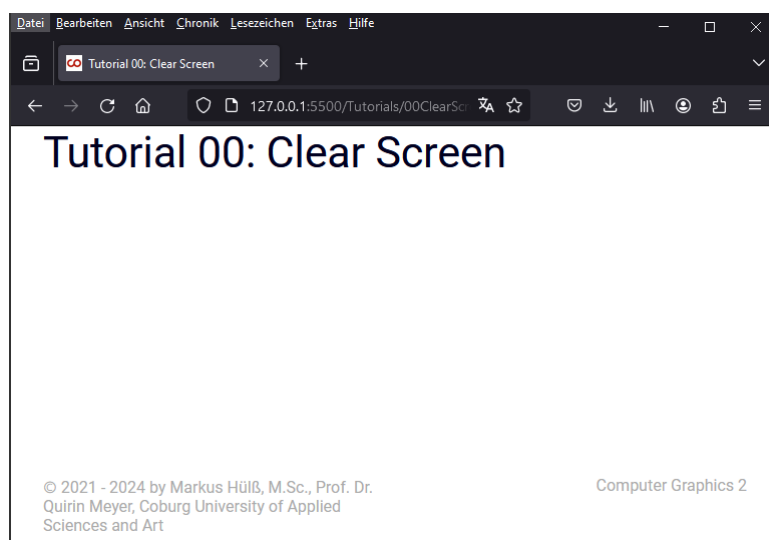 Datei Bearbeiten Ansicht Chronik Lesezeichen Extras Hilfe
Tutorial 00: Clear Screen
127.0.0.1:5500/Tutorials/00ClearScr
Tutorial 00: Clear Screen
© 2021 - 2024 by Markus Hülß, M.Sc., Prof. Dr.
Quirin Meyer, Coburg University of Applied
Sciences and Art
Computer Graphics 2